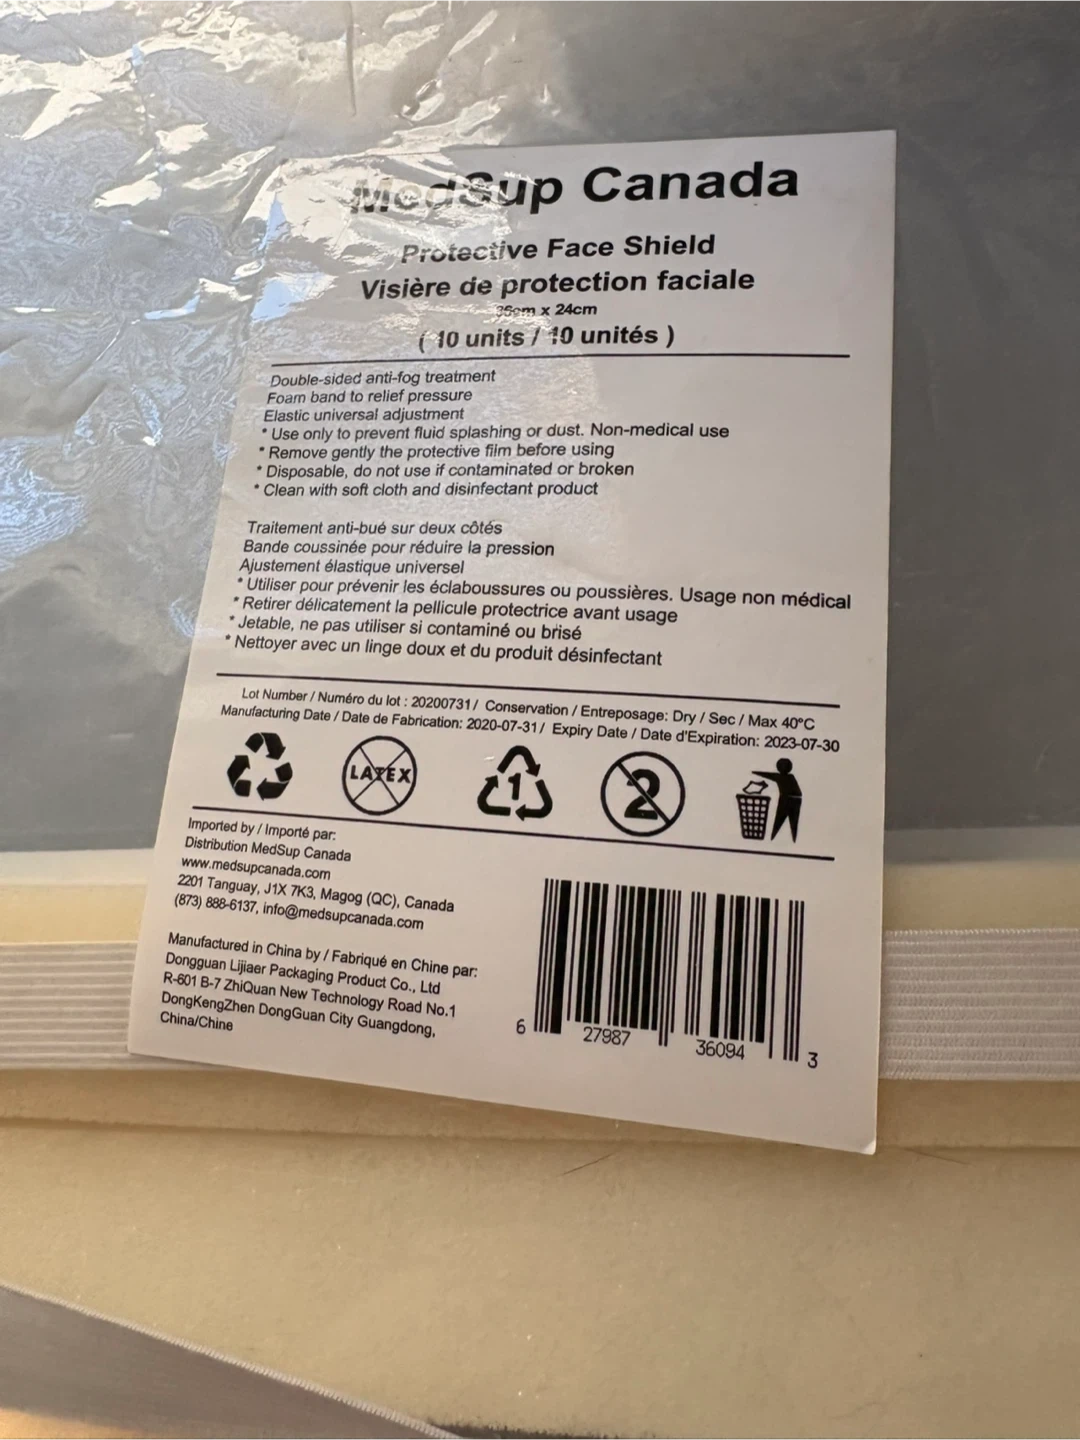 MedSup Canada
Protective Face Shield
Visière de protection faciale
36cm x 24cm
( 10 units / 10 unités )
Double-sided anti-fog treatment
Foam band to relief pressure
Elastic universal adjustment
* Use only to prevent fluid splashing or dust. Non-medical use
* Remove gently the protective film before using
* Disposable, do not use if contaminated or broken
* Clean with soft cloth and disinfectant product
Traitement anti-bué sur deux côtés
Bande coussinée pour réduire la pression
Ajustement élastique universel
* Utiliser pour prévenir les éclaboussures ou poussières. Usage non médical
* Retirer délicatement la pellicule protectrice avant usage
* Jetable, ne pas utiliser si contaminé ou brisé
* Nettoyer avec un linge doux et du produit désinfectant
Lot Number / Numéro du lot : 20200731 / Conservation / Entreposage: Dry / Sec / Max 40°C
Manufacturing Date / Date de Fabrication: 2020-07-31 / Expiry Date / Date d'Expiration: 2023-07-30
LATEX
1
2
Imported by / Importé par:
Distribution MedSup Canada
www.medsupcanada.com
2201 Tanguay, J1X 7K3, Magog (QC), Canada
(873) 888-6137, info@medsupcanada.com
Manufactured in China by / Fabriqué en Chine par:
Dongguan Lijiaer Packaging Product Co., Ltd
R-601 B-7 ZhiQuan New Technology Road No.1
DongKengZhen DongGuan City Guangdong,
China/Chine
6 27987 36094 3